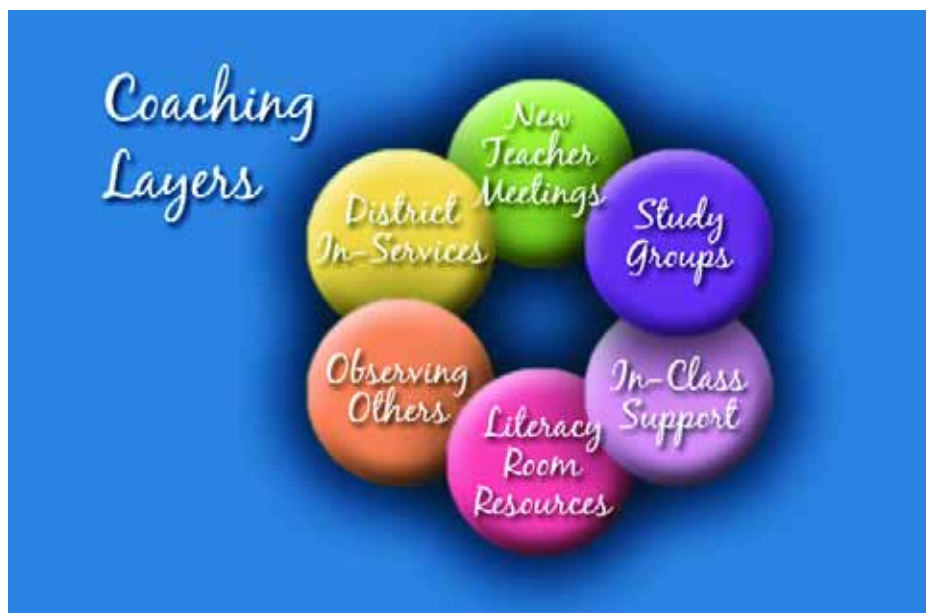 Coaching
Layers
New
Teacher
Meetings
Study
Groups
In-Class
Support
Literacy
Room
Resources
Observing
Others
District
In-Services